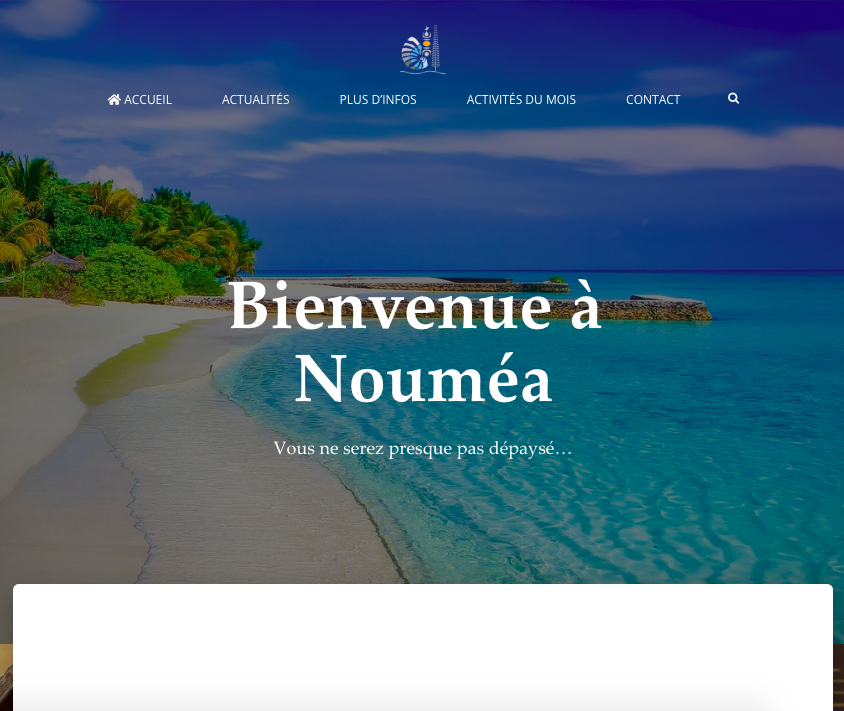 ACCUEIL
ACTUALITÉS
PLUS D'INFOS
ACTIVITÉS DU MOIS
CONTACT
Bienvenue à
Nouméa
Vous ne serez presque pas dépaysé…